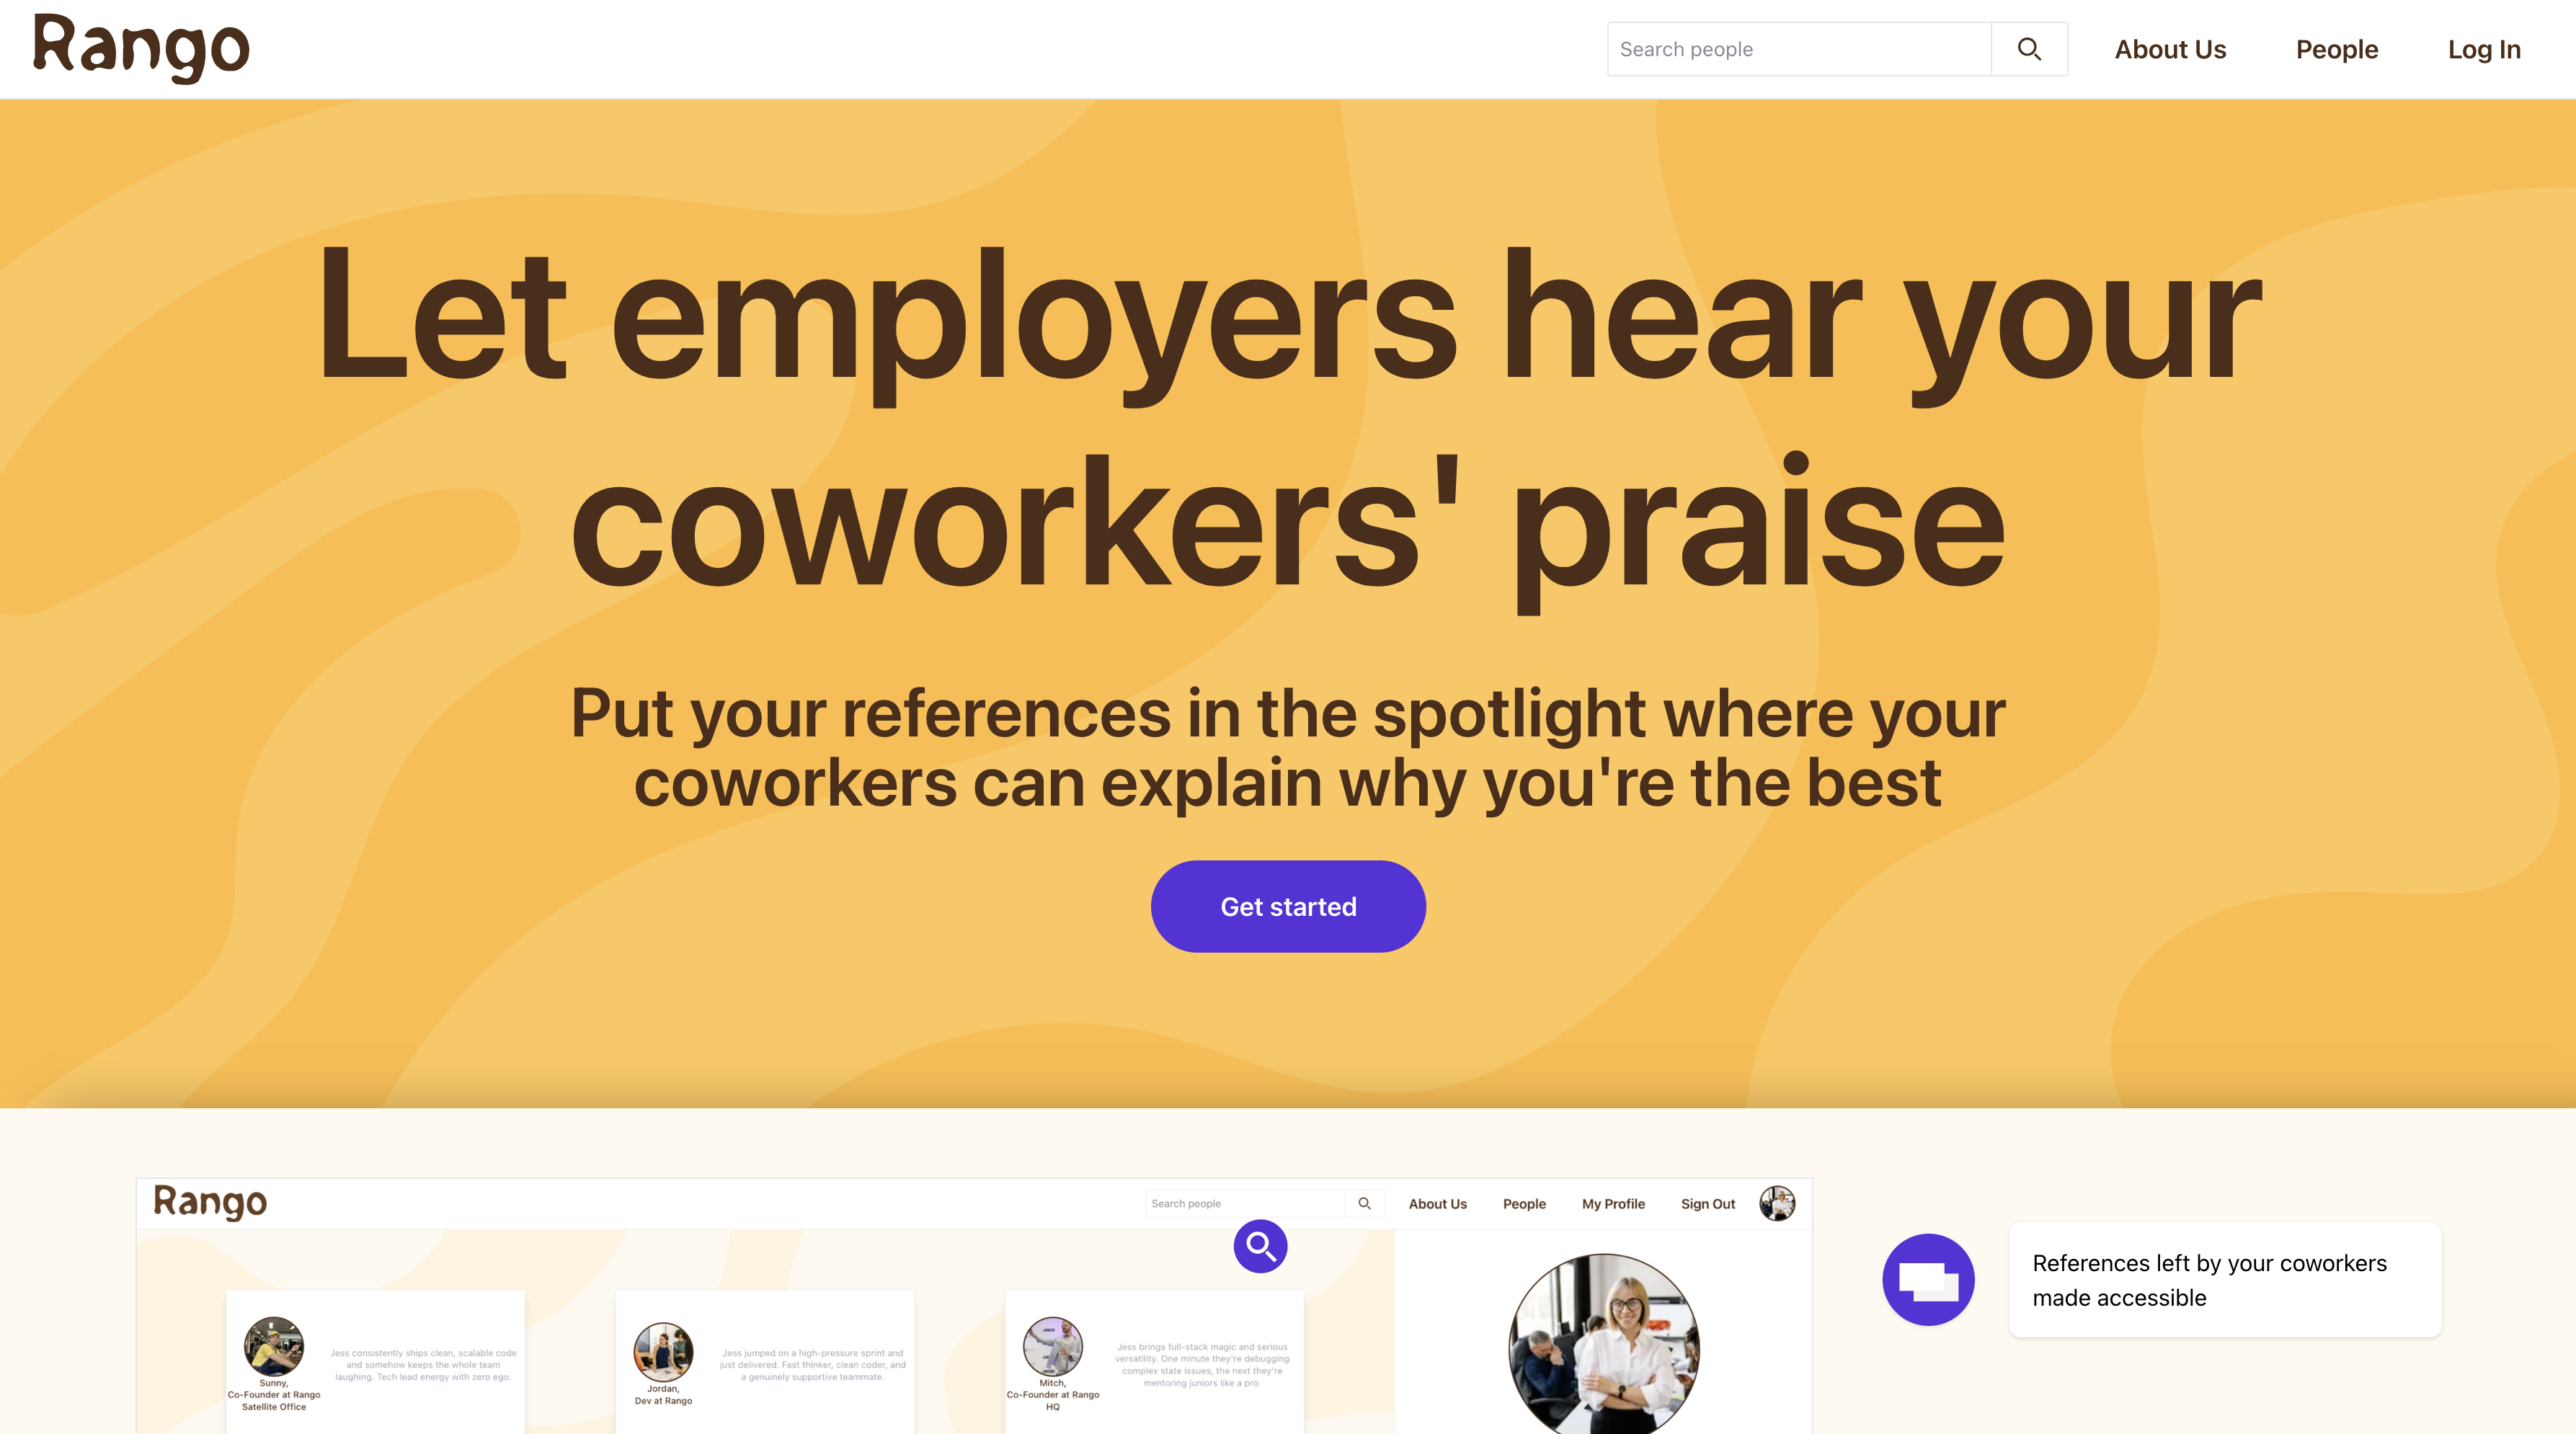 Rango
Search people
About Us
People
Log In
Let employers hear your
coworkers' praise
Put your references in the spotlight where your
coworkers can explain why you're the best
Get started
Rango
Search people
About Us
People
My Profile
Sign Out
Sunny,
Co-Founder at Rango
Satellite Office
Jess consistently ships clean, scalable code
and somehow keeps the whole team
laughing. Tech lead energy with zero ego.
Jordan,
Dev at Rango
Jess jumped on a high-pressure sprint and
just delivered. Fast thinker, clean coder, and
a genuinely supportive teammate.
Mitch,
Co-Founder at Rango
HQ
Jess brings full-stack magic and serious
versatility. One minute they're debugging
complex state issues, the next they're
mentoring juniors like a pro.
References left by your coworkers
made accessible